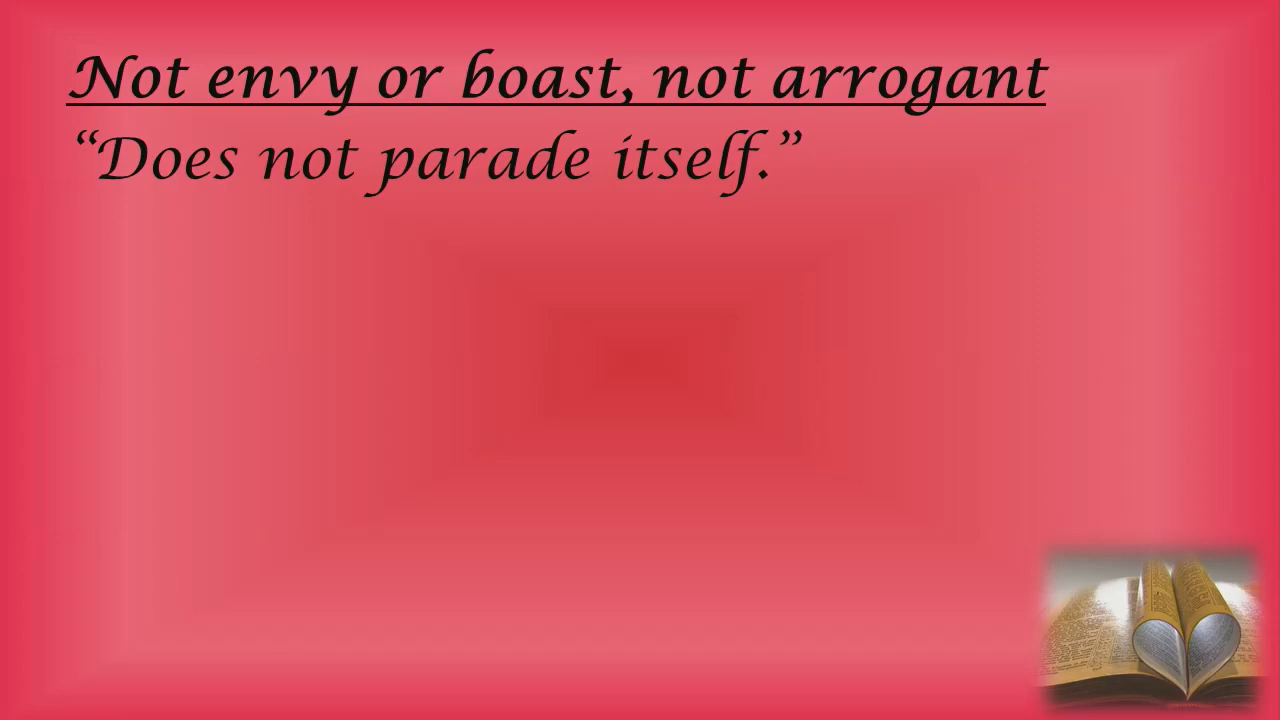 Not envy or boast, not arrogant
“Does not parade itself.”